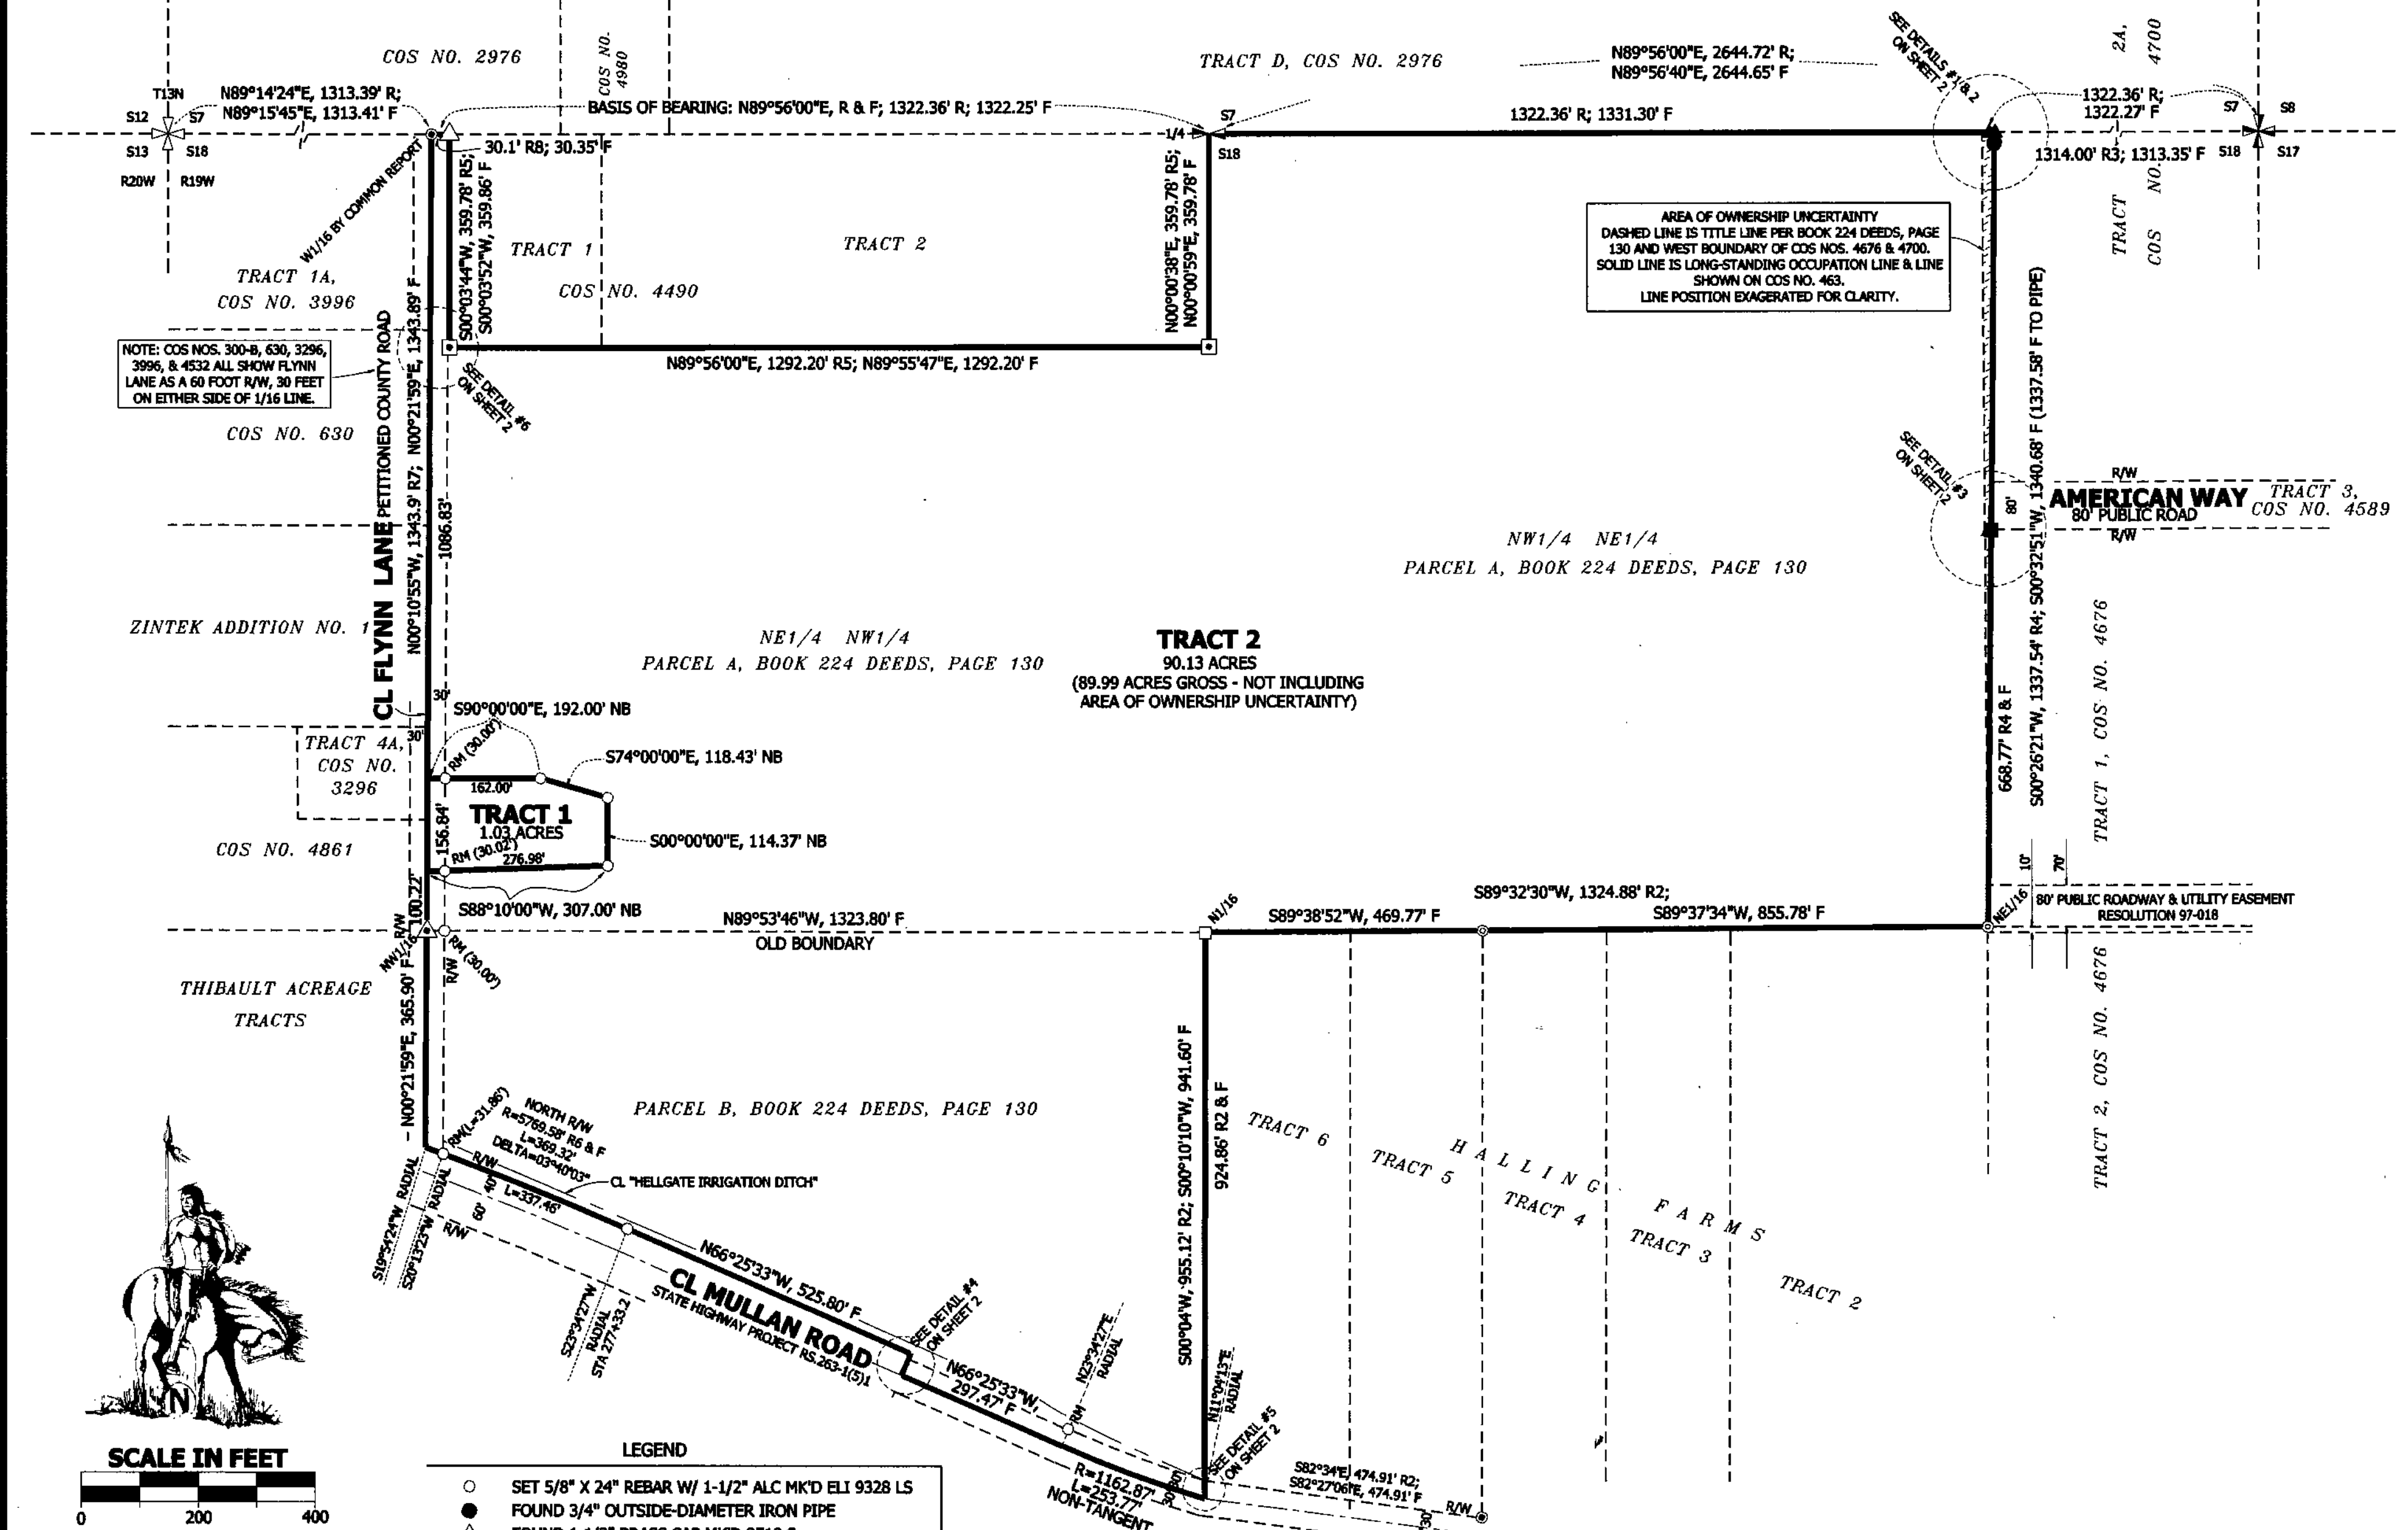 COS NO. 2976
COS NO.
4980
TRACT D, COS NO. 2976
N89°56'00"E, 2644.72' R;
N89°56'40"E, 2644.65' F
SEE DETAILS #1 & 2
ON SHEET 2
TRACT 2A,
COS NO. 4700
T13N
S12
S7
S13
S18
R20W
R19W
N89°14'24"E, 1313.39' R;
N89°15'45"E, 1313.41' F
BASIS OF BEARING: N89°56'00"E, R & F; 1322.36' R; 1322.25' F
30.1' R8; 30.35' F
W1/16 BY COMMON REPORT
1/4
S7
S18
1322.36' R; 1331.30' F
1322.36' R;
1322.27' F
S7
S8
1314.00' R3; 1313.35' F
S18
S17
S00°03'44"W, 359.78' R5;
S00°03'52"W, 359.86' F
TRACT 1
TRACT 2
COS NO. 4490
N00°00'38"E, 359.78' R5;
N00°00'59"E, 359.78' F
N89°56'00"E, 1292.20' R5; N89°55'47"E, 1292.20' F
AREA OF OWNERSHIP UNCERTAINTY
DASHED LINE IS TITLE LINE PER BOOK 224 DEEDS, PAGE
130 AND WEST BOUNDARY OF COS NOS. 4676 & 4700.
SOLID LINE IS LONG-STANDING OCCUPATION LINE & LINE
SHOWN ON COS NO. 463.
LINE POSITION EXAGERATED FOR CLARITY.
TRACT 1A,
COS NO. 3996
NOTE: COS NOS. 300-B, 630, 3296,
3996, & 4532 ALL SHOW FLYNN
LANE AS A 60 FOOT R/W, 30 FEET
ON EITHER SIDE OF 1/16 LINE.
COS NO. 630
CL FLYNN LANE PETITIONED COUNTY ROAD
N00°10'55"W, 1343.9' R7; N00°21'59"E, 1343.89' F
SEE DETAIL #6
ON SHEET 2
1086.83'
SEE DETAIL #3
ON SHEET 2
80'
R/W
AMERICAN WAY
80' PUBLIC ROAD
R/W
TRACT 3,
COS NO. 4589
S00°26'21"W, 1337.54' R4; S00°32'51"W, 1340.68' F (1337.58' F TO PIPE)
668.77' R4 & F
NW1/4 NE1/4
PARCEL A, BOOK 224 DEEDS, PAGE 130
ZINTEK ADDITION NO. 1
NE1/4 NW1/4
PARCEL A, BOOK 224 DEEDS, PAGE 130
TRACT 2
90.13 ACRES
(89.99 ACRES GROSS - NOT INCLUDING
AREA OF OWNERSHIP UNCERTAINTY)
TRACT 1, COS NO. 4676
30'
30'
S90°00'00"E, 192.00' NB
RM (30.00')
162.00'
S74°00'00"E, 118.43' NB
TRACT 4A,
COS NO.
3296
TRACT 1
1.03 ACRES
156.84'
RM (30.02')
276.98'
S00°00'00"E, 114.37' NB
COS NO. 4861
100.22'
S88°10'00"W, 307.00' NB
R/W
NW1/16
RM (30.00')
R/W
N89°53'46"W, 1323.80' F
OLD BOUNDARY
N1/16
S89°32'30"W, 1324.88' R2;
S89°38'52"W, 469.77' F
S89°37'34"W, 855.78' F
NE1/16
10'
70'
80' PUBLIC ROADWAY & UTILITY EASEMENT
RESOLUTION 97-018
THIBAULT ACREAGE
TRACTS
N00°21'59"E, 365.90' F
PARCEL B, BOOK 224 DEEDS, PAGE 130
S00°04'W, 955.12' R2; S00°10'10"W, 941.60' F
924.86' R2 & F
TRACT 2, COS NO. 4676
HALLING FARMS
TRACT 6
TRACT 5
TRACT 4
TRACT 3
TRACT 2
RM(L=31.86')
NORTH R/W
R=5769.58' R6 & F
L=369.32'
DELTA=03°40'03"
R/W
L=337.46'
40'
60'
R/W
CL "HELLGATE IRRIGATION DITCH"
S19°54'24"W RADIAL
S20°13'23"W RADIAL
S23°34'27"W
RADIAL
STA 277+33.2
N66°25'33"W, 525.80' F
CL MULLAN ROAD
STATE HIGHWAY PROJECT RS.263-1(5)1
SEE DETAIL #4
ON SHEET 2
N66°25'33"W,
297.47' F
RM
N23°34'27"E
RADIAL
N11°04'13"E
RADIAL
SEE DETAIL #5
ON SHEET 2
R=1162.87'
L=253.77'
NON-TANGENT
S82°34'E, 474.91' R2;
S82°27'06"E, 474.91' F
R/W
30'
N
SCALE IN FEET
0 200 400
LEGEND
SET 5/8" X 24" REBAR W/ 1-1/2" ALC MK'D ELI 9328 LS
FOUND 3/4" OUTSIDE-DIAMETER IRON PIPE